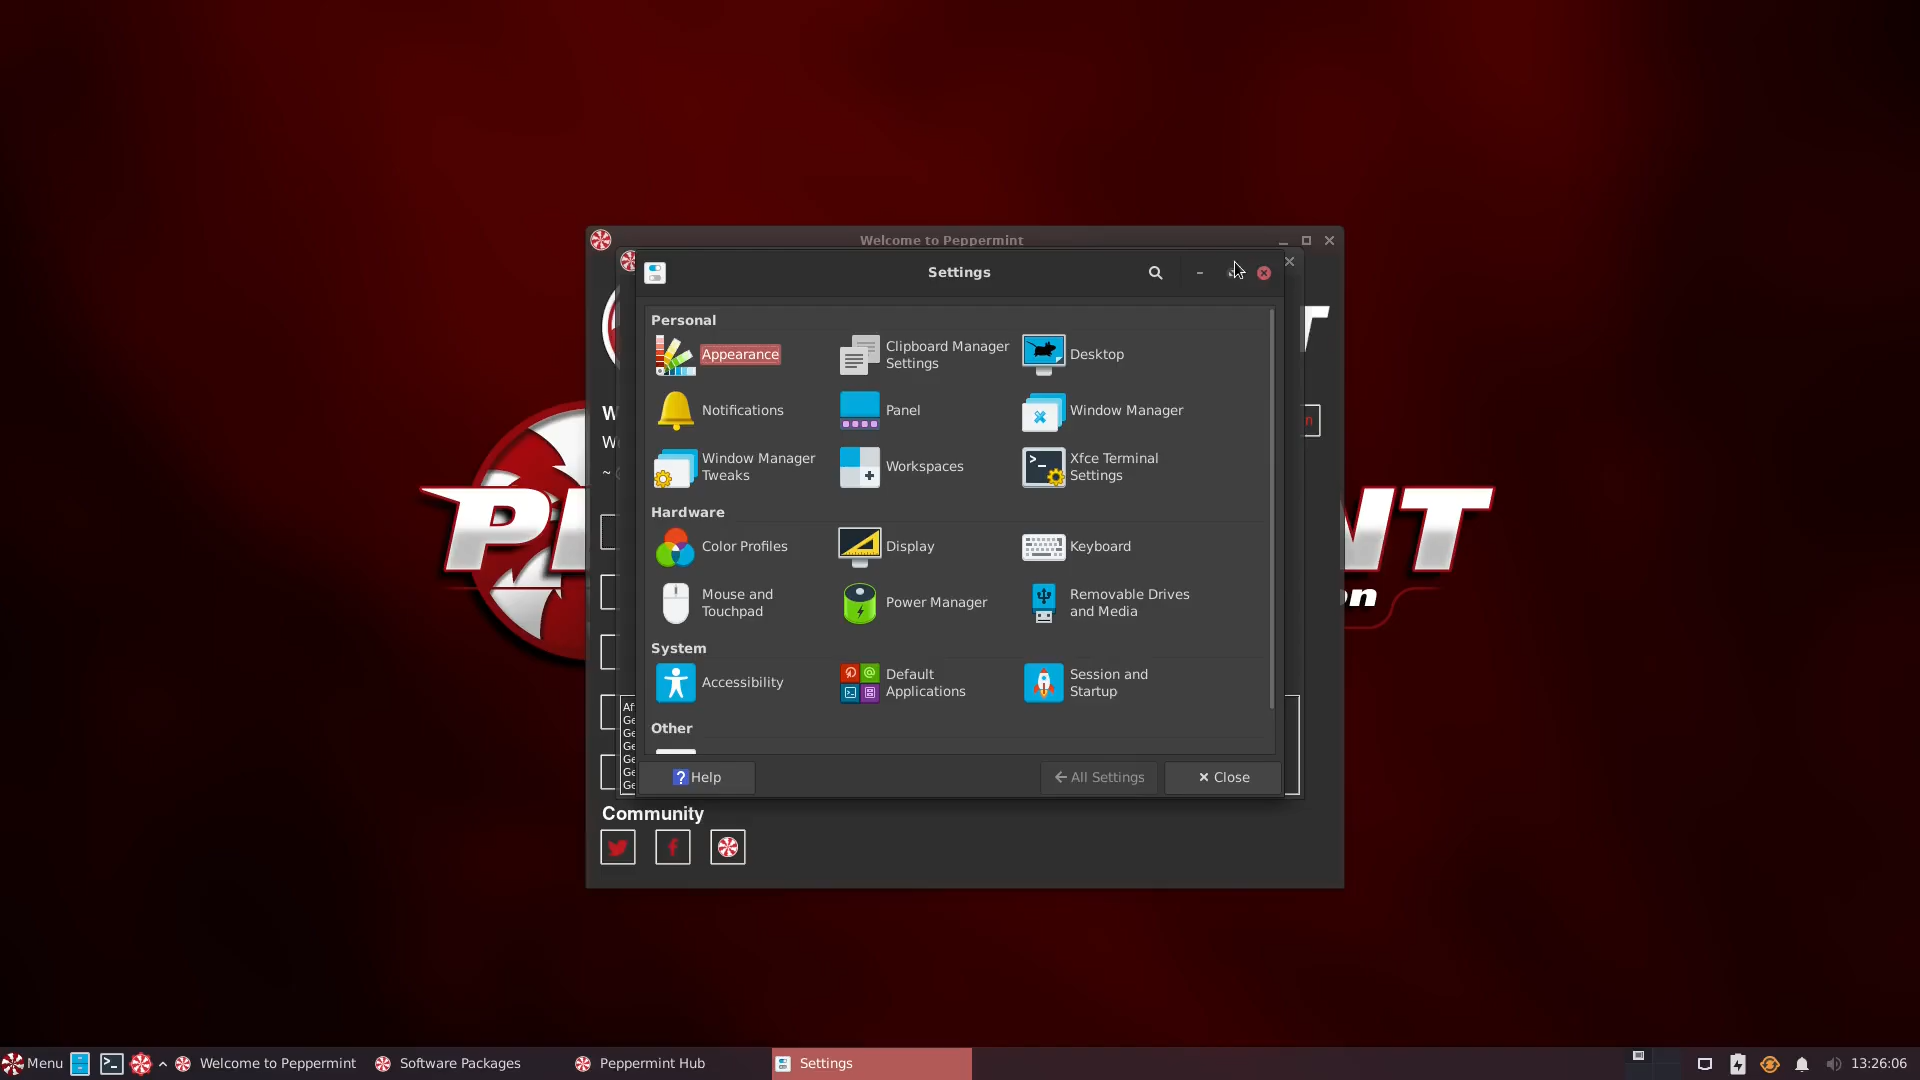 Welcome to Peppermint
Settings
Personal
Appearance
Clipboard Manager
Settings
Desktop
Notifications
Panel
Window Manager
Window Manager
Tweaks
Workspaces
Xfce Terminal
Settings
Hardware
Color Profiles
Display
Keyboard
Mouse and
Touchpad
Power Manager
Removable Drives
and Media
System
Accessibility
Default
Applications
Session and
Startup
Other
? Help
All Settings
Close
Community
Menu
Welcome to Peppermint
Software Packages
Peppermint Hub
Settings
13:26:06